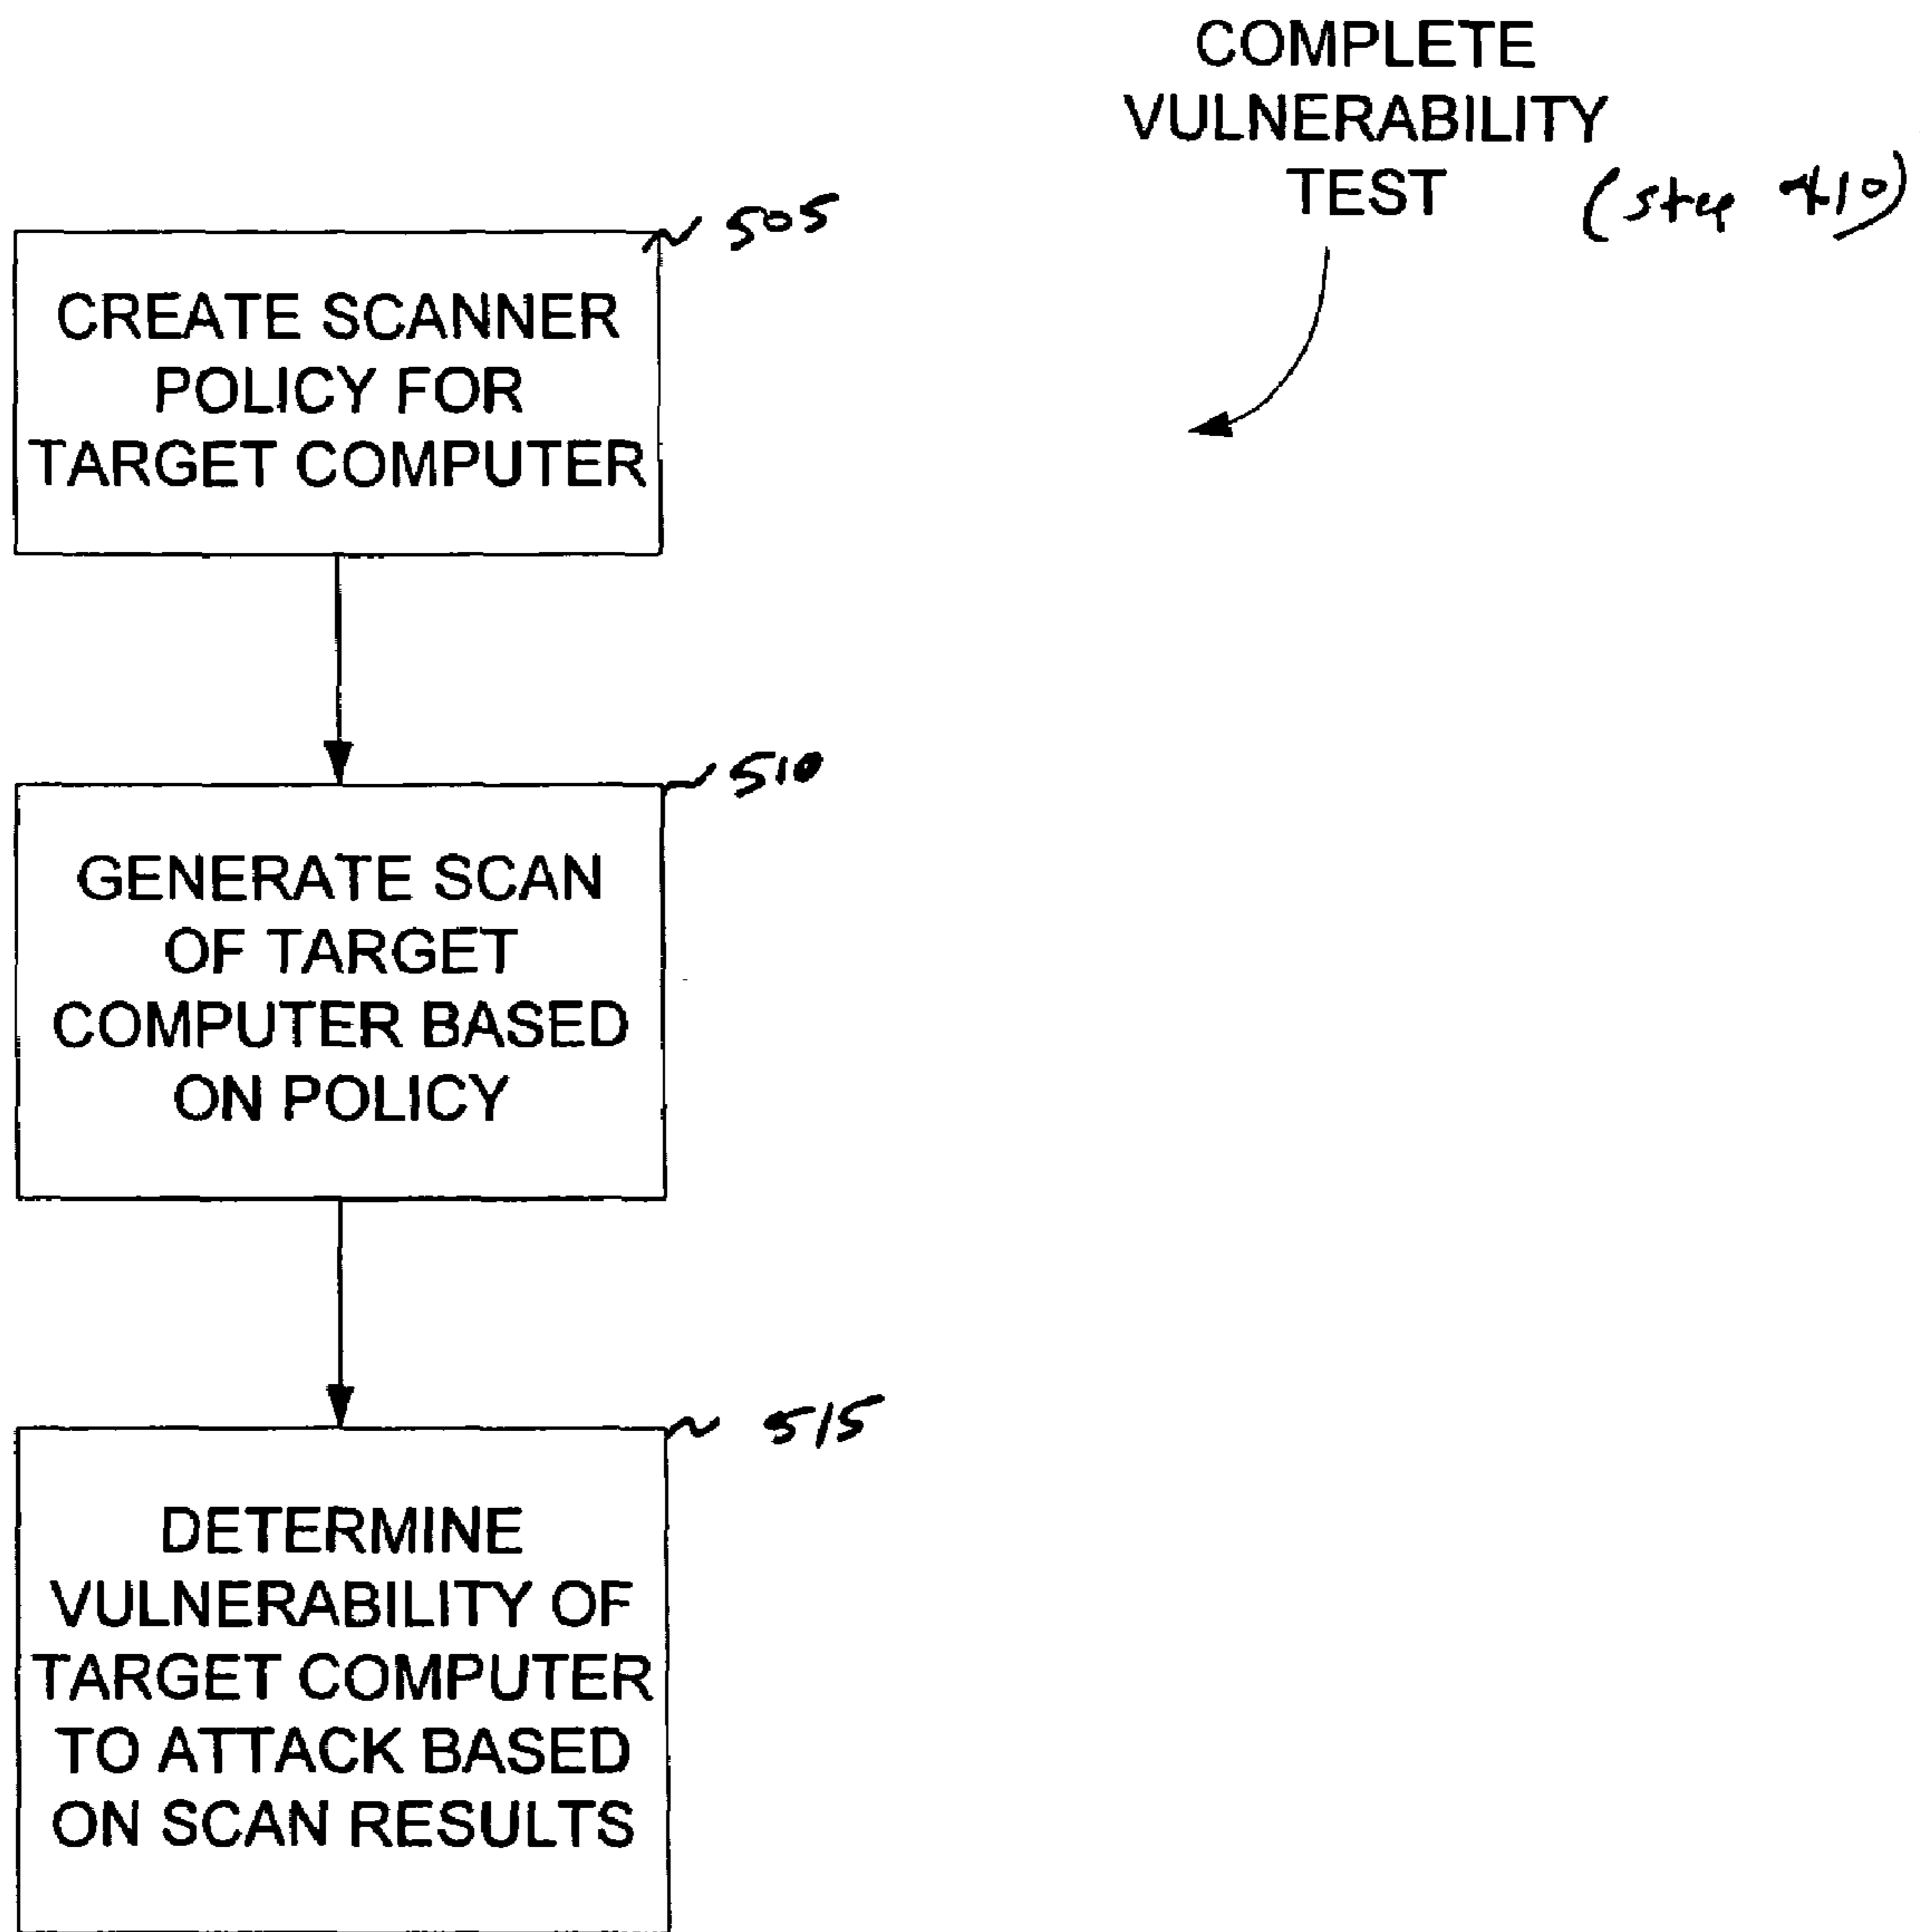 COMPLETE
VULNERABILITY
TEST (step 410)
505
CREATE SCANNER
POLICY FOR
TARGET COMPUTER
510
GENERATE SCAN
OF TARGET
COMPUTER BASED
ON POLICY
515
DETERMINE
VULNERABILITY OF
TARGET COMPUTER
TO ATTACK BASED
ON SCAN RESULTS